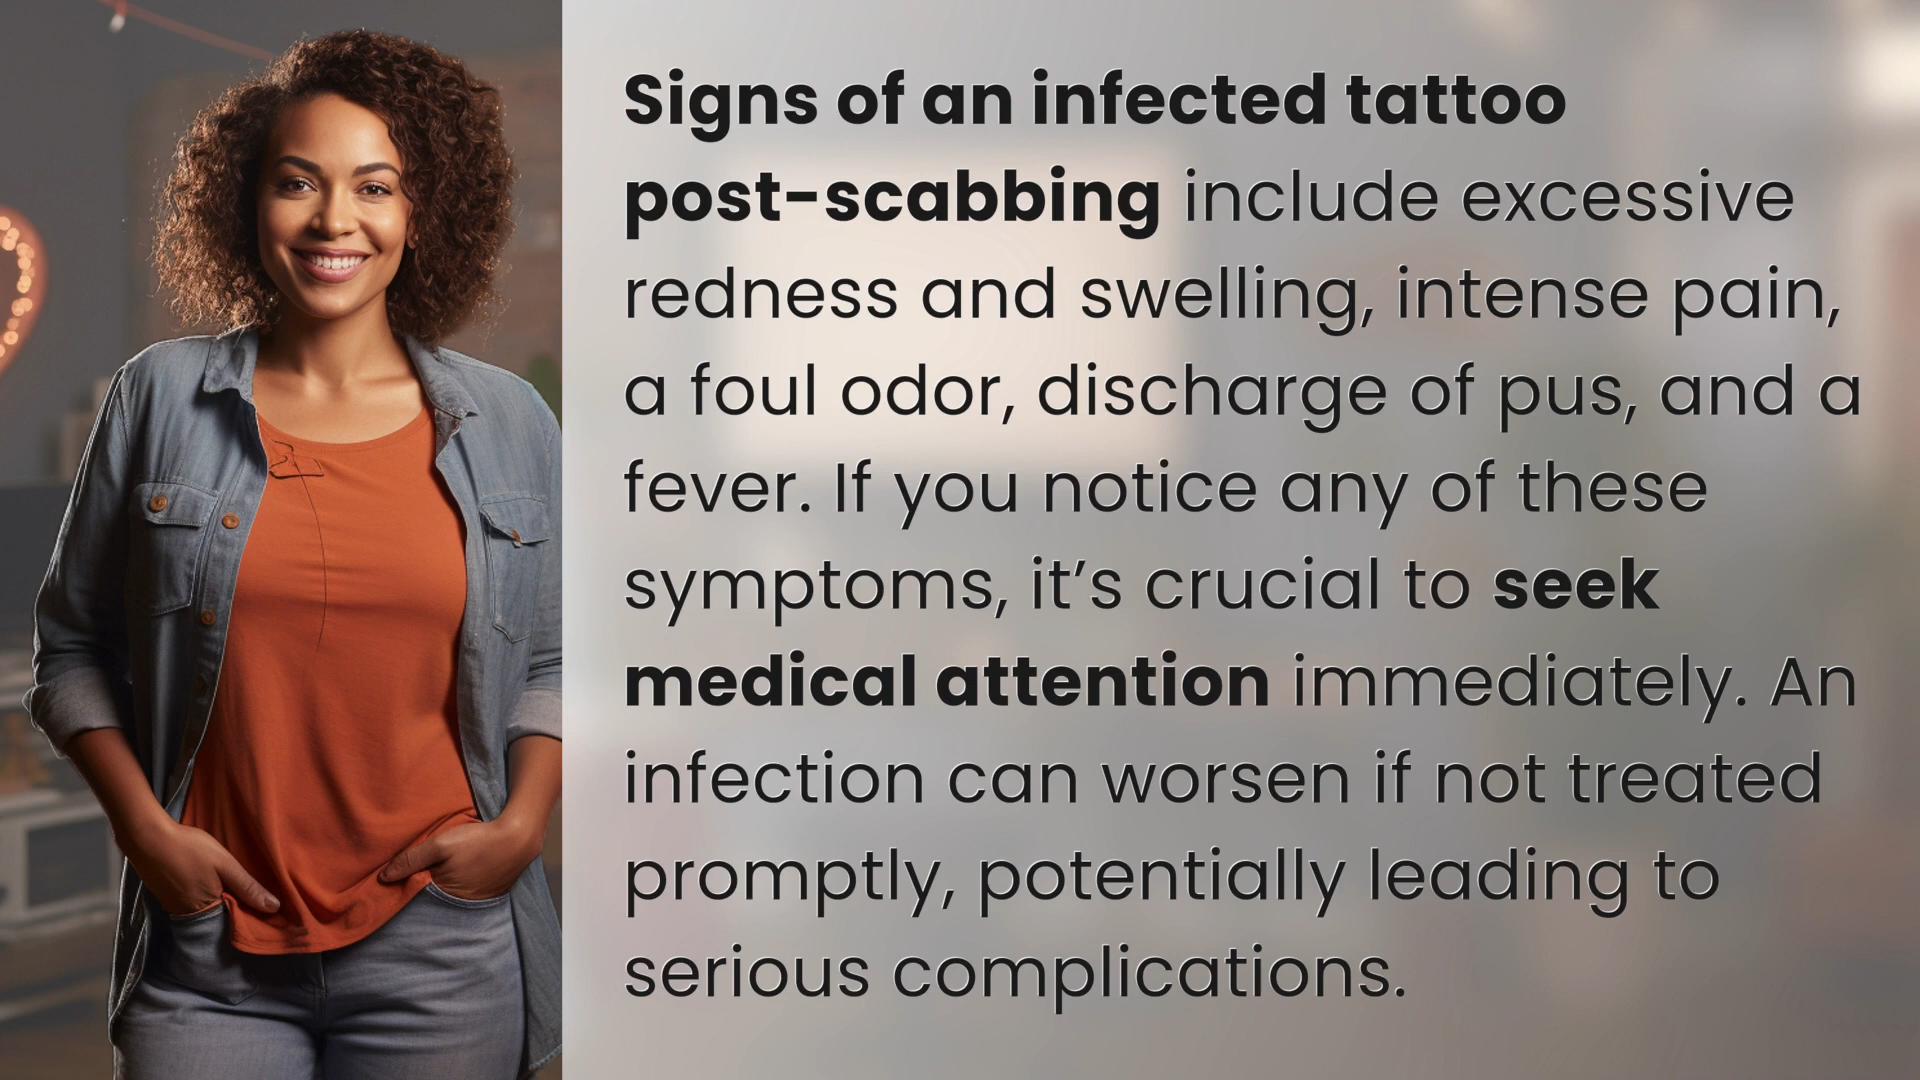 Signs of an infected tattoo
post-scabbing include excessive
redness and swelling, intense pain,
a foul odor, discharge of pus, and a
fever. If you notice any of these
symptoms, it’s crucial to seek
medical attention immediately. An
infection can worsen if not treated
promptly, potentially leading to
serious complications.